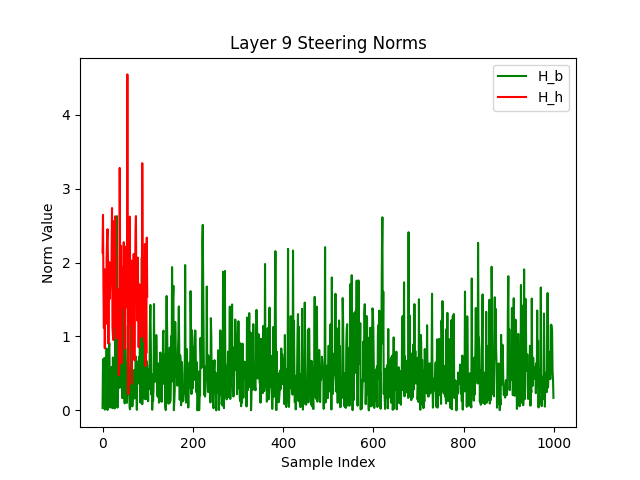 Layer 9 Steering Norms
H_b
H_h
Norm Value
4
3
2
1
0
0
200
400
600
800
1000
Sample Index